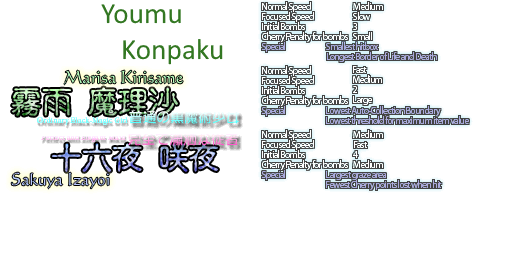 Youmu
Konpaku
Marisa Kirisame
霧雨 魔理沙
Ordinary Black Magic Girl
十六夜 咲夜
Sakuya Izayoi
Normal Speed Medium
Focused Speed Slow
Initial Bombs 3
Cherry Penalty for bombs Small
Special Smallest hitbox
Longest Border of Life and Death
Normal Speed Fast
Focused Speed Medium
Initial Bombs 2
Cherry Penalty for bombs Large
Special Lowest Auto Collection Boundary
Lowest threshold for maximum item value
Normal Speed Medium
Focused Speed Fast
Initial Bombs 4
Cherry Penalty for bombs Medium
Special Largest graze area
Fewest Cherry points lost when hit